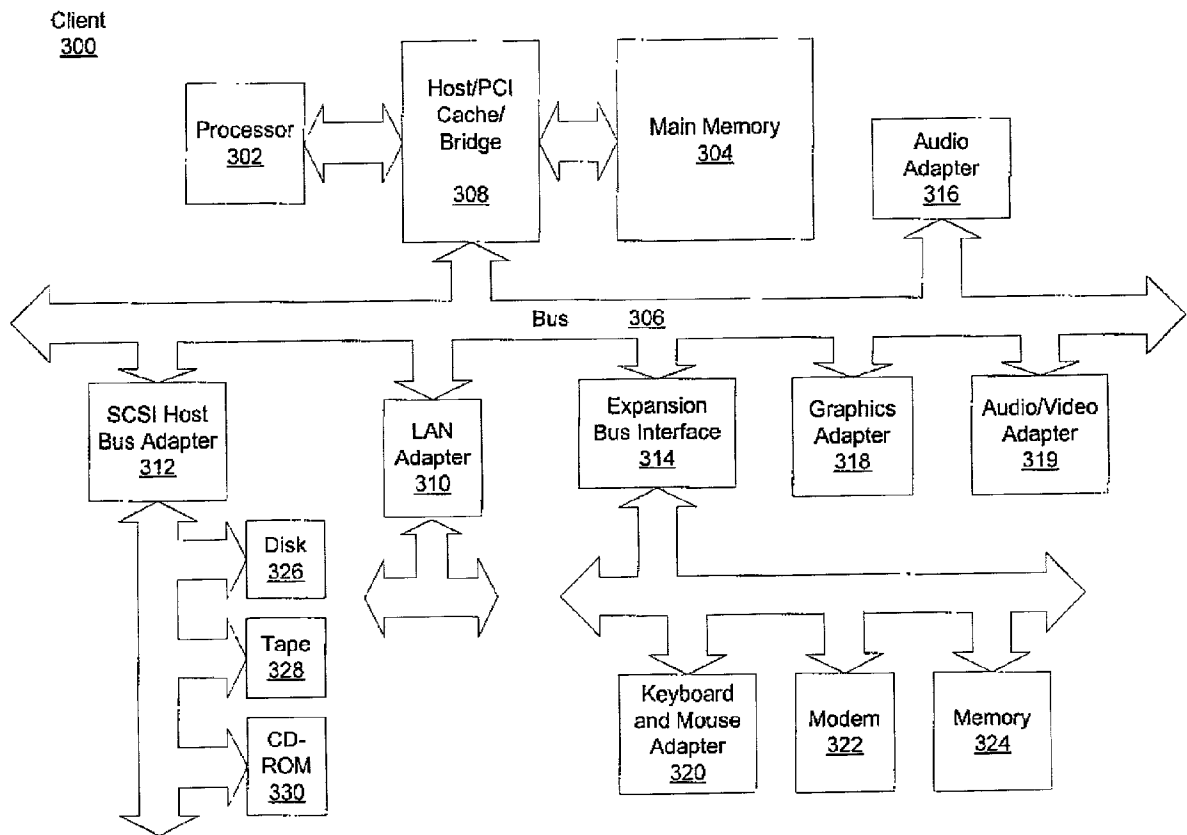 Client
300
Processor
302
Host/PCI
Cache/
Bridge
308
Main Memory
304
Audio
Adapter
316
Bus 306
SCSI Host
Bus Adapter
312
LAN
Adapter
310
Expansion
Bus Interface
314
Graphics
Adapter
318
Audio/Video
Adapter
319
Disk
326
Tape
328
CD-
ROM
330
Keyboard
and Mouse
Adapter
320
Modem
322
Memory
324